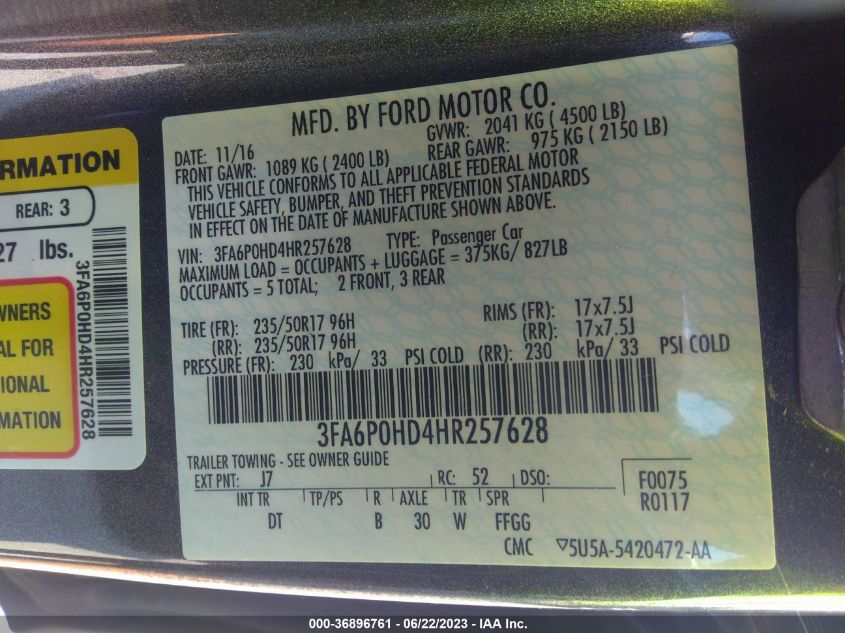 MFD. BY FORD MOTOR CO.
DATE: 11/16 GVWR: 2041 KG ( 4500 LB)
FRONT GAWR: 1089 KG ( 2400 LB) REAR GAWR: 975 KG ( 2150 LB)
THIS VEHICLE CONFORMS TO ALL APPLICABLE FEDERAL MOTOR
VEHICLE SAFETY, BUMPER, AND THEFT PREVENTION STANDARDS
IN EFFECT ON THE DATE OF MANUFACTURE SHOWN ABOVE.
VIN: 3FA6P0HD4HR257628 TYPE: Passenger Car
MAXIMUM LOAD = OCCUPANTS + LUGGAGE = 375KG/ 827LB
OCCUPANTS = 5 TOTAL; 2 FRONT, 3 REAR
TIRE (FR): 235/50R17 96H RIMS (FR): 17x7.5J
(RR): 235/50R17 96H (RR): 17x7.5J
PRESSURE (FR): 230 kPa/ 33 PSI COLD (RR): 230 kPa/ 33 PSI COLD
3FA6P0HD4HR257628
TRAILER TOWING - SEE OWNER GUIDE
EXT PNT: J7 RC: 52 DSO:
INT TR TP/PS R AXLE TR SPR
DT B 30 W FFGG
F0075
R0117
CMC ▽5U5A-5420472-AA
RMATION
REAR: 3
27 lbs.
WNERS
AL FOR
TIONAL
RMATION
3FA6P0HD4HR257628
000-36896761 - 06/22/2023 - IAA Inc.